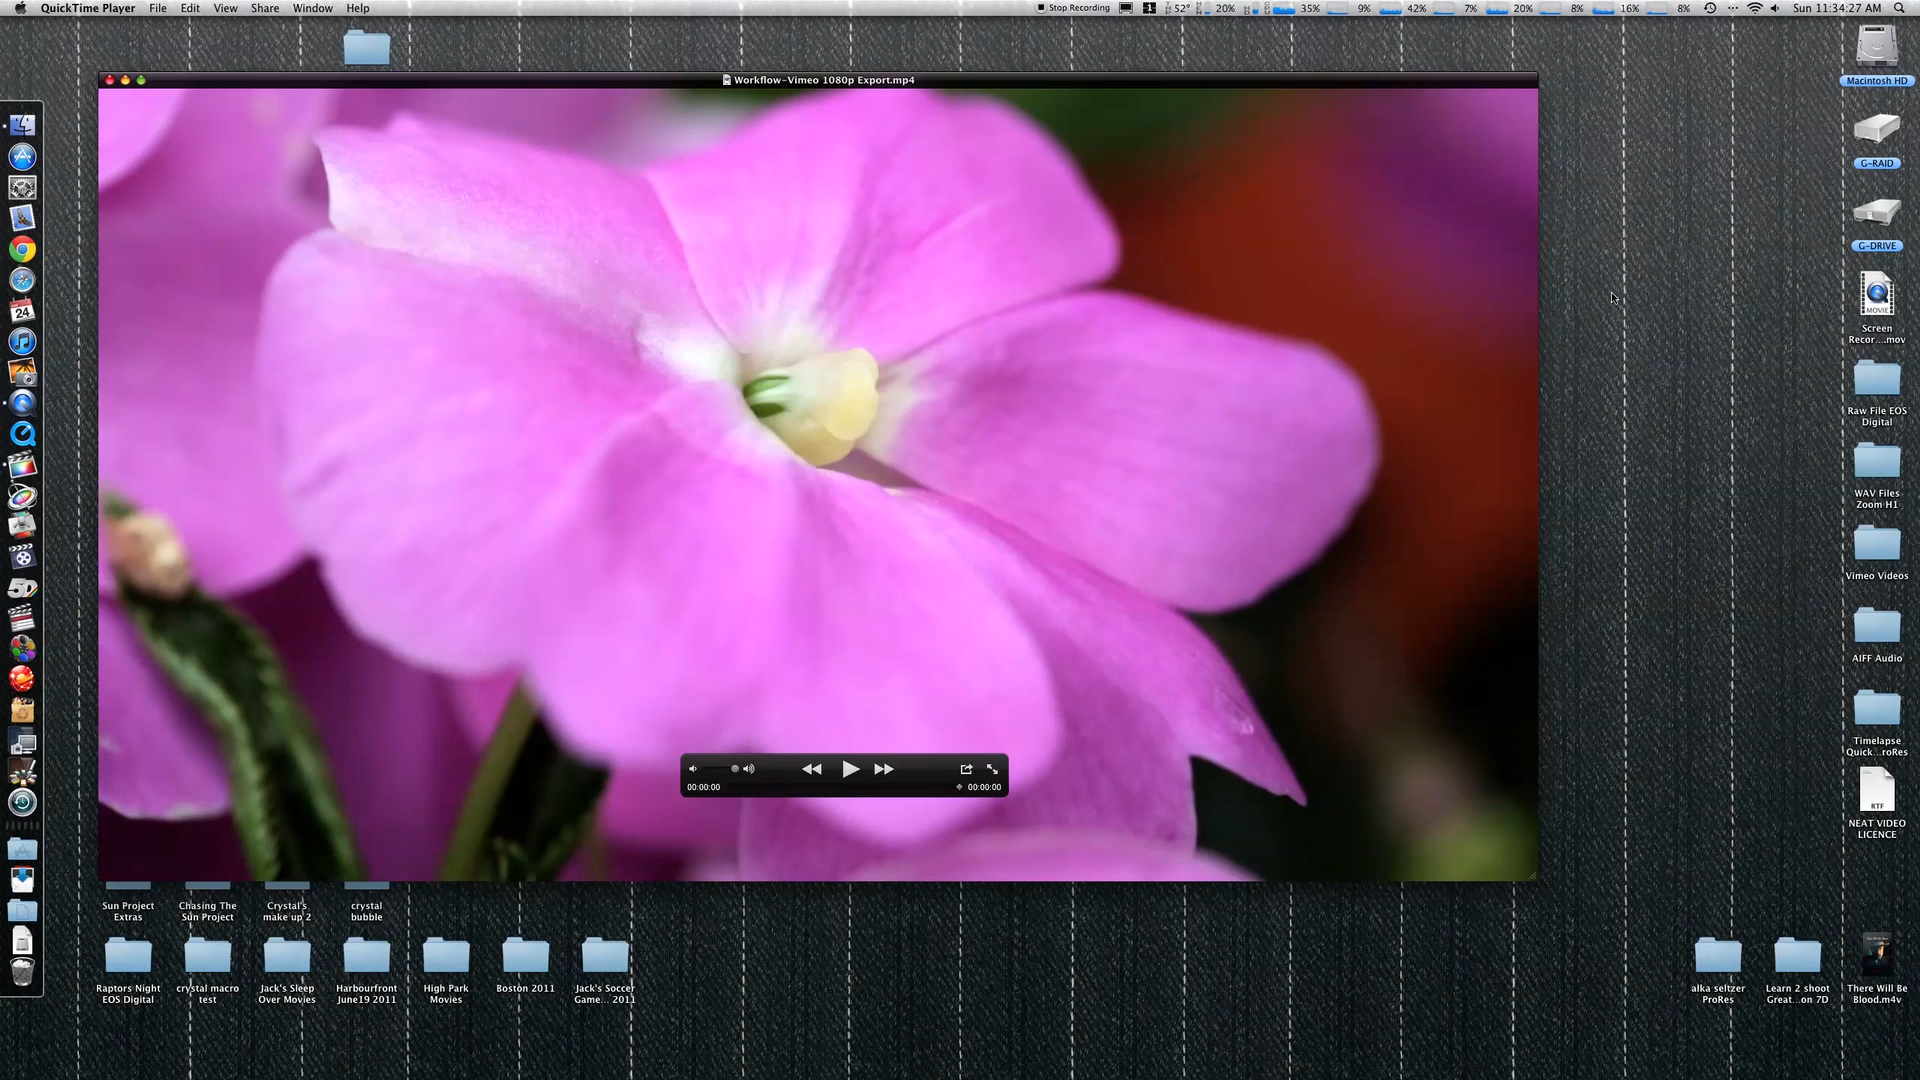 QuickTime Player File Edit View Share Window Help
Stop Recording 52° 20% 35% 9% 42% 7% 20% 8% 16% 8% Sun 11:34:27 AM
Workflow-Vimeo 1080p Export.mp4
Macintosh HD
G-RAID
G-DRIVE
24
MOVIE
Screen
Recor....mov
Raw File EOS
Digital
WAV Files
Zoom H1
Vimeo Videos
5D
AIFF Audio
Timelapse
Quick...roRes
RTF
NEAT VIDEO
LICENCE
00:00:00 00:00:00
Sun Project
Extras
Chasing The
Sun Project
Crystal's
make up 2
crystal
bubble
Raptors Night
EOS Digital
crystal macro
test
Jack's Sleep
Over Movies
Harbourfront
June19 2011
High Park
Movies
Boston 2011
Jack's Soccer
Game... 2011
alka seltzer
ProRes
Learn 2 shoot
Great...on 7D
There Will Be
Blood.m4v